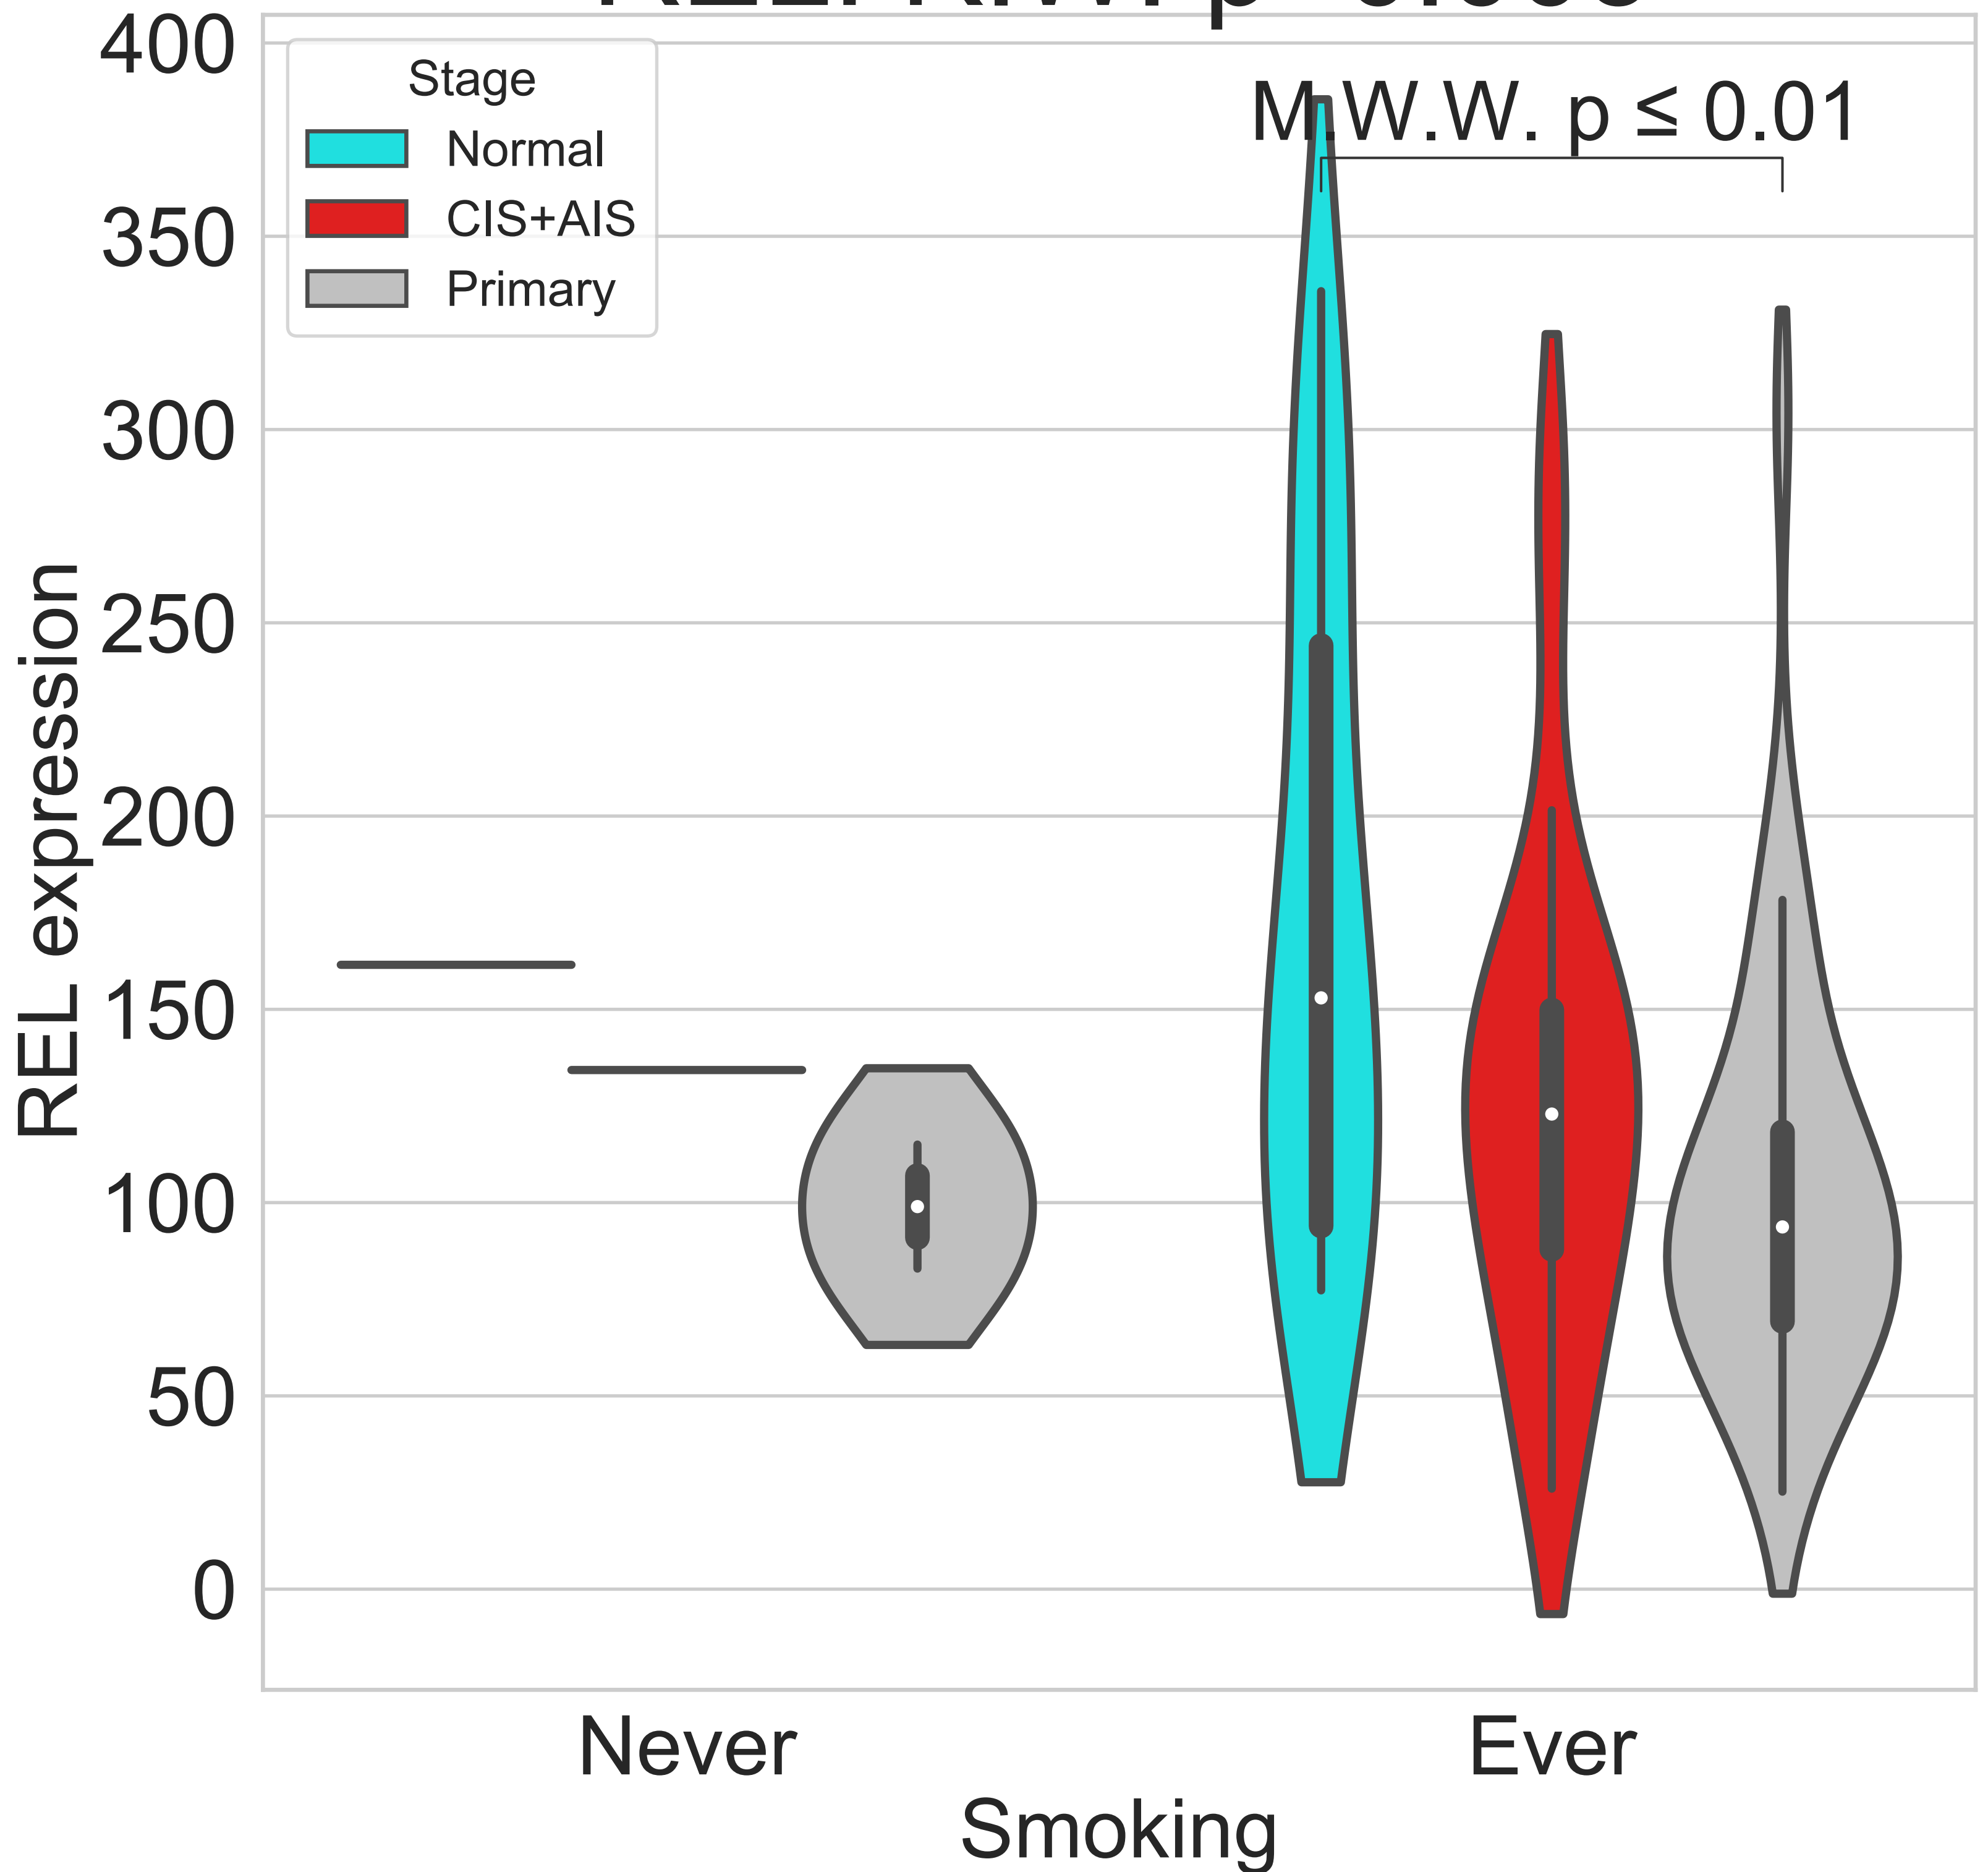 M.W.W. p ≤ 0.01
Stage
Normal
CIS+AIS
Primary
REL expression
400
350
300
250
200
150
100
50
0
Never
Ever
Smoking